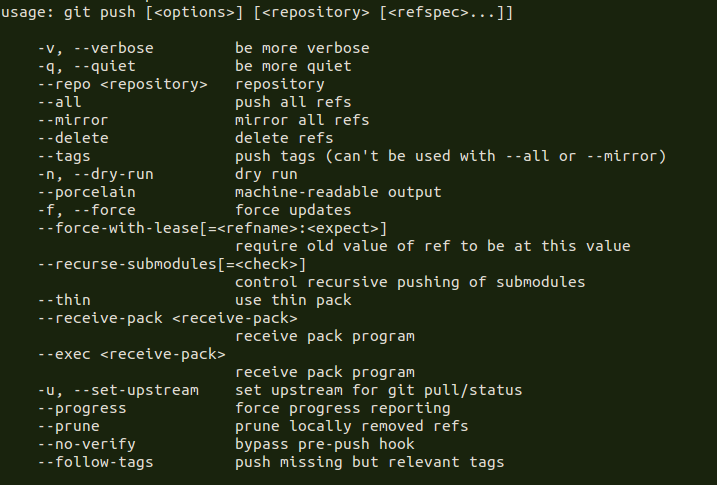 usage: git push [<options>] [<repository> [<refspec>...]]
-v, --verbose be more verbose
-q, --quiet be more quiet
--repo <repository> repository
--all push all refs
--mirror mirror all refs
--delete delete refs
--tags push tags (can't be used with --all or --mirror)
-n, --dry-run dry run
--porcelain machine-readable output
-f, --force force updates
--force-with-lease[=<refname>:<expect>]
require old value of ref to be at this value
--recurse-submodules[=<check>]
control recursive pushing of submodules
--thin use thin pack
--receive-pack <receive-pack>
receive pack program
--exec <receive-pack>
receive pack program
-u, --set-upstream set upstream for git pull/status
--progress force progress reporting
--prune prune locally removed refs
--no-verify bypass pre-push hook
--follow-tags push missing but relevant tags